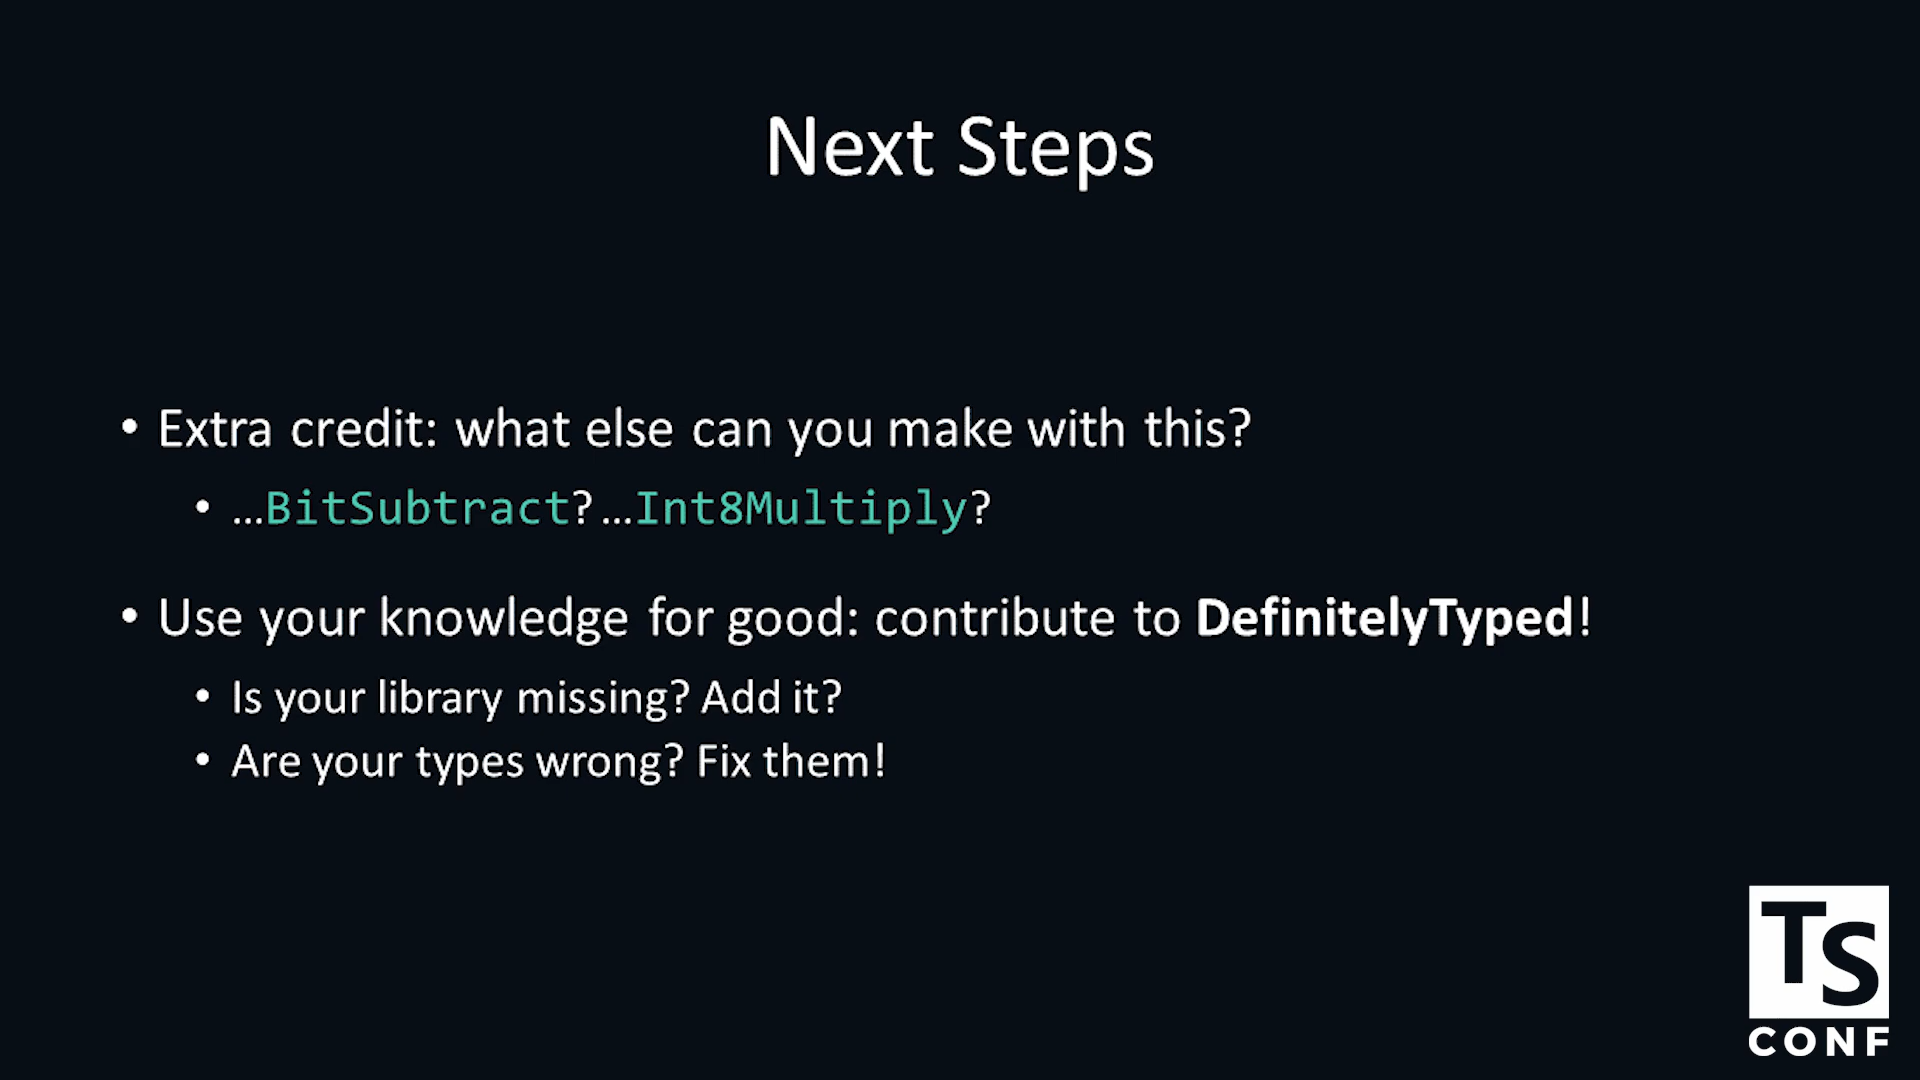 Next Steps
• Extra credit: what else can you make with this?
• …BitSubtract? …Int8Multiply?
• Use your knowledge for good: contribute to DefinitelyTyped!
• Is your library missing? Add it?
• Are your types wrong? Fix them!
TS
CONF